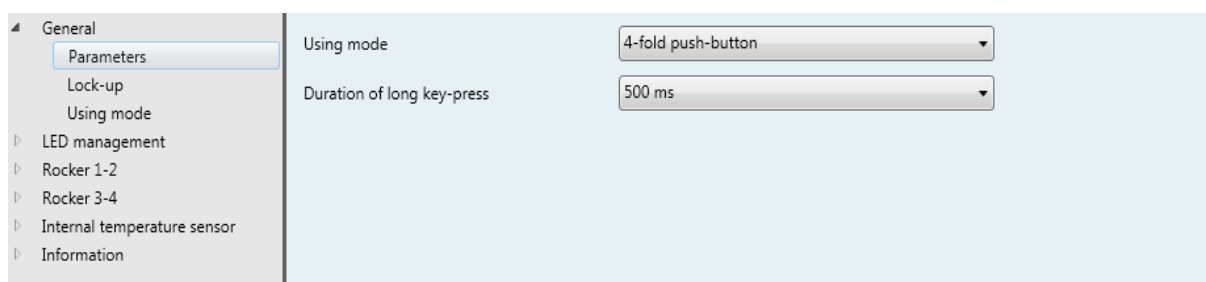 General
Parameters
Lock-up
Using mode
LED management
Rocker 1-2
Rocker 3-4
Internal temperature sensor
Information
Using mode 4-fold push-button
Duration of long key-press 500 ms